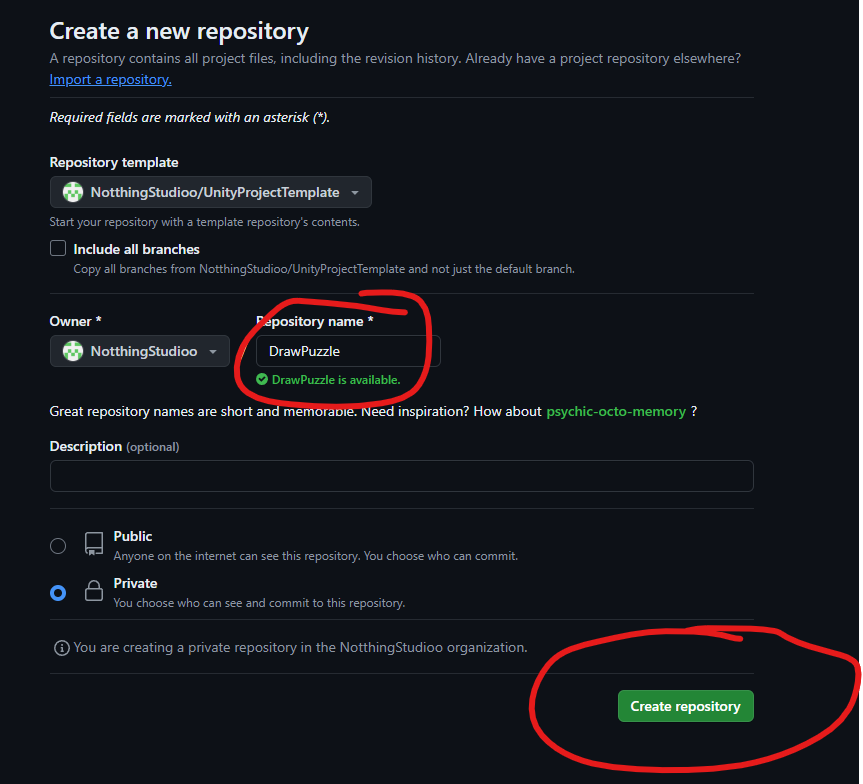 Create a new repository
A repository contains all project files, including the revision history. Already have a project repository elsewhere?
Import a repository.
Required fields are marked with an asterisk (*).
Repository template
NotthingStudioo/UnityProjectTemplate
Start your repository with a template repository's contents.
Include all branches
Copy all branches from NotthingStudioo/UnityProjectTemplate and not just the default branch.
Owner * Repository name *
NotthingStudioo / DrawPuzzle
DrawPuzzle is available.
Great repository names are short and memorable. Need inspiration? How about psychic-octo-memory ?
Description (optional)
Public
Anyone on the internet can see this repository. You choose who can commit.
Private
You choose who can see and commit to this repository.
You are creating a private repository in the NotthingStudioo organization.
Create repository